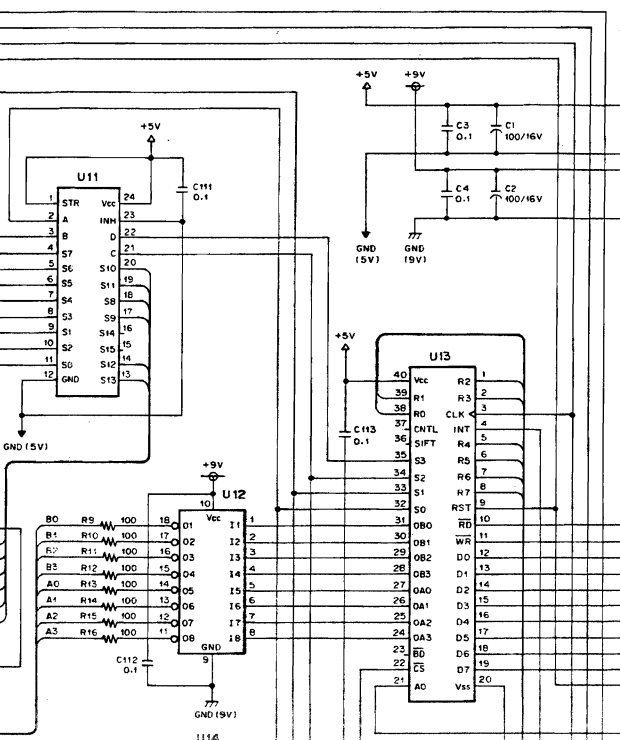 +5V +9V
C3 0.1 C1 100/16V
C4 0.1 C2 100/16V
GND (5V) GND (9V)
+5V
C111 0.1
U11
1 STR Vcc 24
2 A INH 23
3 B D 22
4 S7 C 21
5 S6 S10 20
6 S5 S11 19
7 S4 S8 18
8 S3 S9 17
9 S1 S14 16
10 S2 S15 15
11 S0 S12 14
12 GND S13 13
GND (5V)
+9V
U12
10 Vcc
B0 R9 100 18 O1 I1 1
B1 R10 100 17 O2 I2 2
B2 R11 100 16 O3 I3 3
B3 R12 100 15 O4 I4 4
A0 R13 100 14 O5 I5 5
A1 R14 100 13 O6 I6 6
A2 R15 100 12 O7 I7 7
A3 R16 100 11 O8 I8 8
GND
9
C112 0.1
GND (9V)
U14
+5V
C113 0.1
U13
40 Vcc R2 1
39 R1 R3 2
38 R0 CLK 3
37 CNTL INT 4
36 SIFT R4 5
35 S3 R5 6
34 S2 R6 7
33 S1 R7 8
32 S0 RST 9
31 OB0 RD 10
30 OB1 WR 11
29 OB2 D0 12
28 OB3 D1 13
27 OA0 D2 14
26 OA1 D3 15
25 OA2 D4 16
24 OA3 D5 17
23 BD D6 18
22 CS D7 19
21 A0 Vss 20